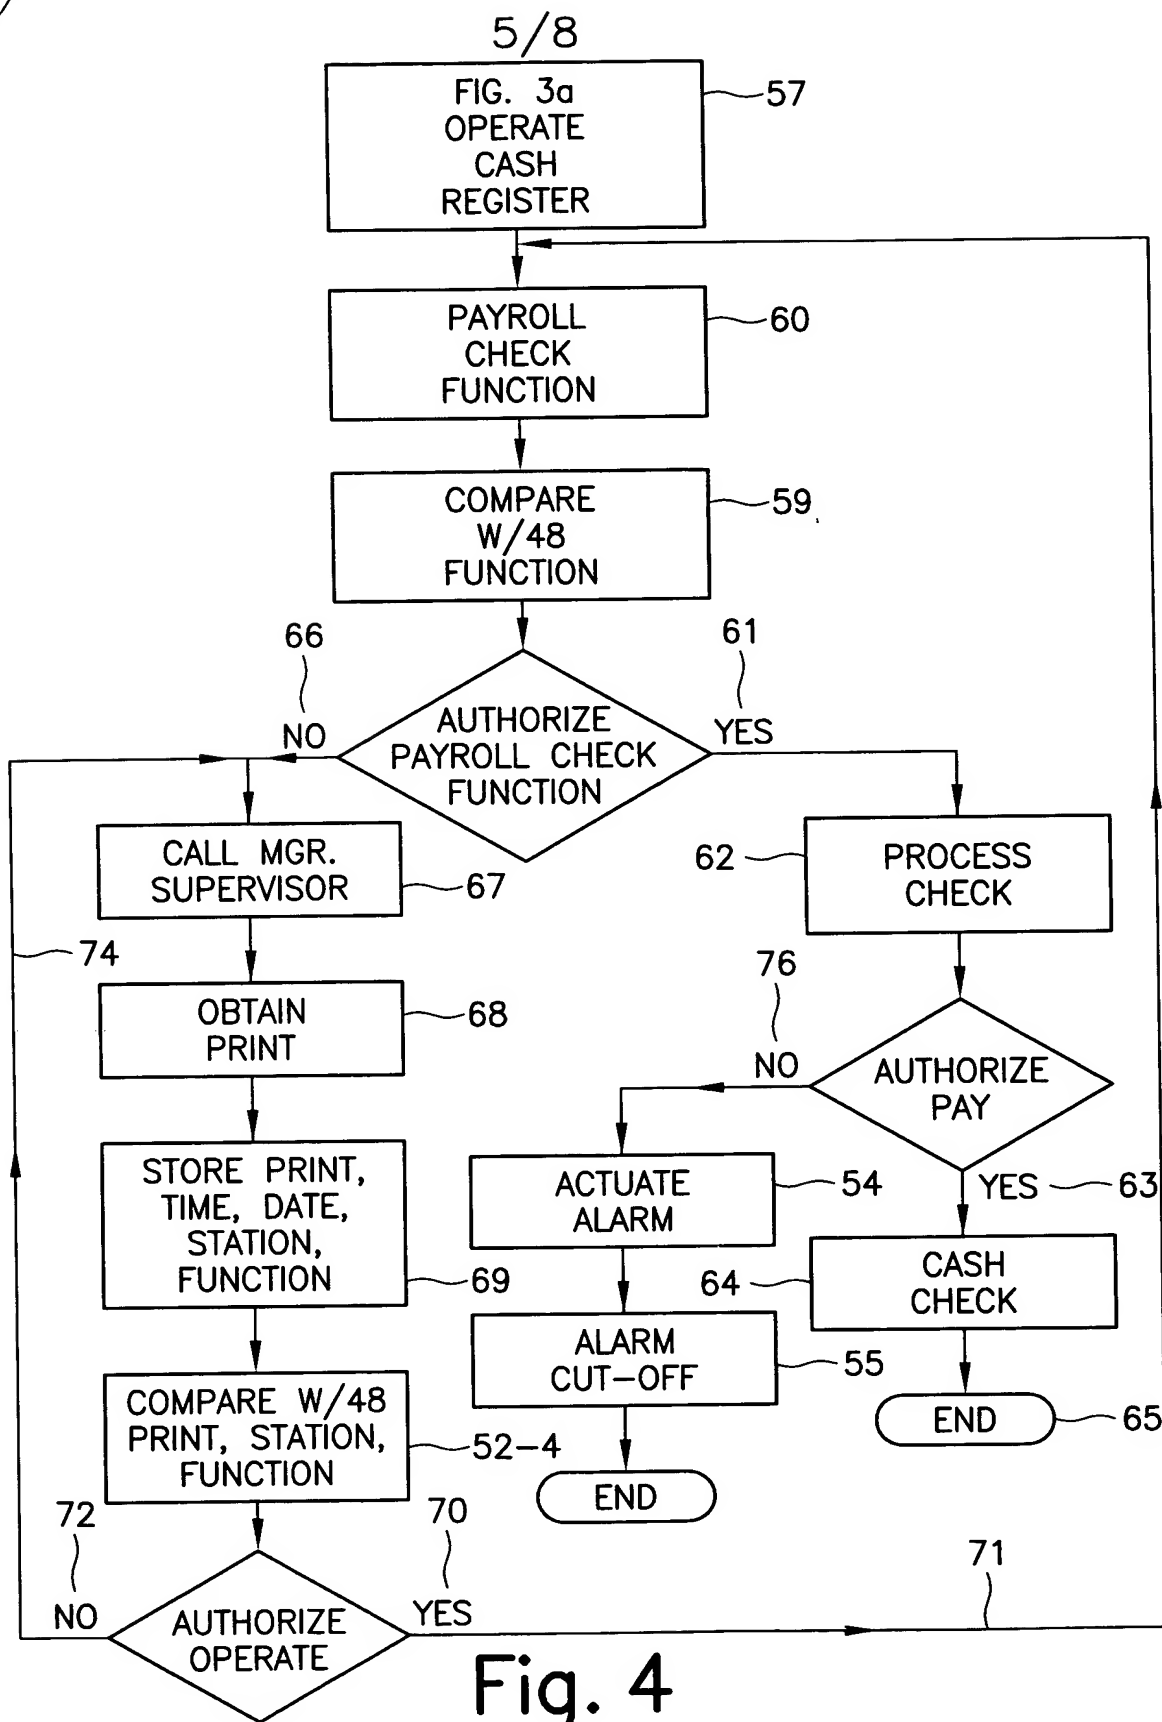 5/8
FIG. 3a
OPERATE
CASH
REGISTER
57
PAYROLL
CHECK
FUNCTION
60
COMPARE
W/48
FUNCTION
59
66
61
NO
AUTHORIZE
PAYROLL CHECK
FUNCTION
YES
CALL MGR.
SUPERVISOR
67
62
PROCESS
CHECK
74
OBTAIN
PRINT
68
76
NO
AUTHORIZE
PAY
YES
63
STORE PRINT,
TIME, DATE,
STATION,
FUNCTION
69
ACTUATE
ALARM
54
64
CASH
CHECK
ALARM
CUT-OFF
55
END
65
COMPARE W/48
PRINT, STATION,
FUNCTION
52-4
END
72
70
NO
AUTHORIZE
OPERATE
YES
71
Fig. 4